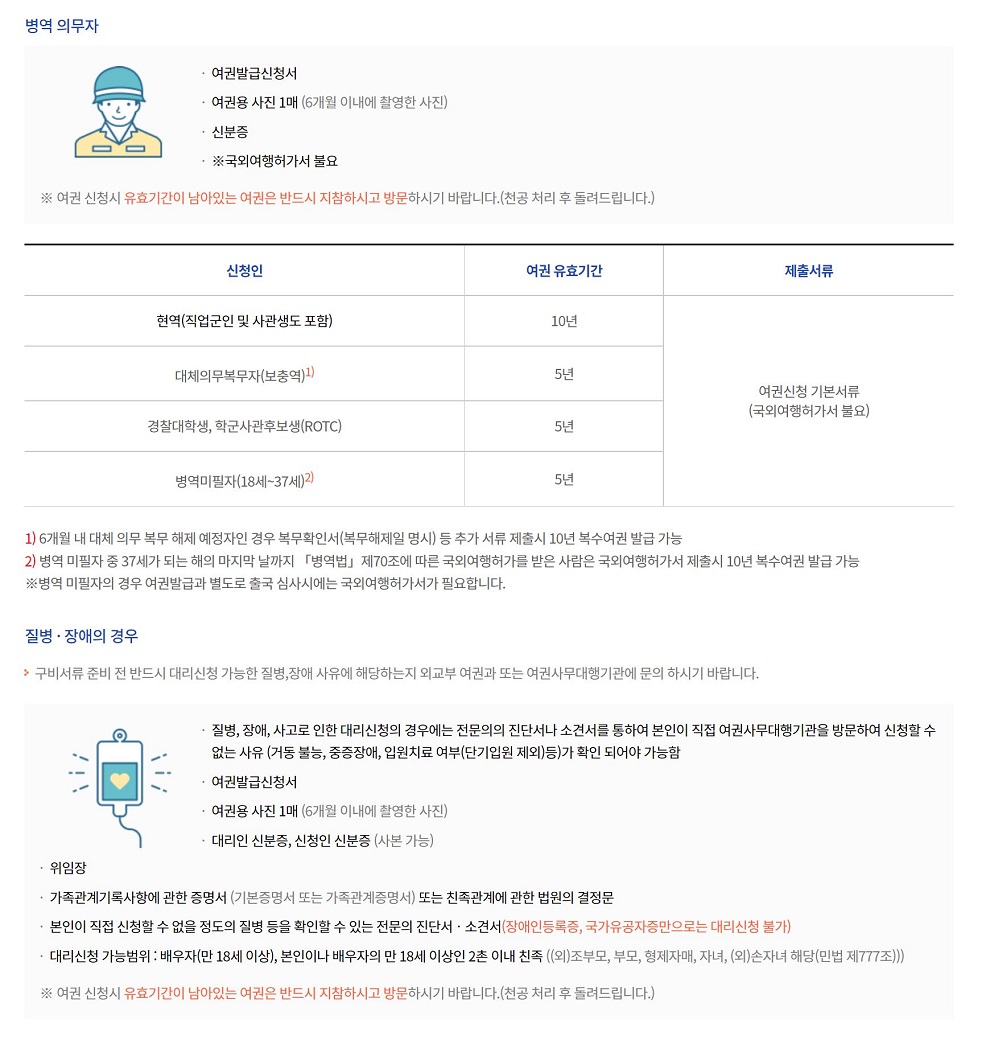 병역 의무자
· 여권발급신청서
· 여권용 사진 1매 (6개월 이내에 촬영한 사진)
· 신분증
· ※국외여행허가서 불요
※ 여권 신청시 유효기간이 남아있는 여권은 반드시 지참하시고 방문하시기 바랍니다.(천공 처리 후 돌려드립니다.)
신청인 여권 유효기간 제출서류
현역(직업군인 및 사관생도 포함) 10년
대체의무복무자(보충역)1) 5년
여권신청 기본서류
(국외여행허가서 불요)
경찰대학생, 학군사관후보생(ROTC) 5년
병역미필자(18세~37세)2) 5년
1) 6개월 내 대체 의무 복무 해제 예정자인 경우 복무확인서(복무해제일 명시) 등 추가 서류 제출시 10년 복수여권 발급 가능
2) 병역 미필자 중 37세가 되는 해의 마지막 날까지 「병역법」제70조에 따른 국외여행허가를 받은 사람은 국외여행허가서 제출시 10년 복수여권 발급 가능
※병역 미필자의 경우 여권발급과 별도로 출국 심사시에는 국외여행허가서가 필요합니다.
질병 · 장애의 경우
구비서류 준비 전 반드시 대리신청 가능한 질병,장애 사유에 해당하는지 외교부 여권과 또는 여권사무대행기관에 문의 하시기 바랍니다.
· 질병, 장애, 사고로 인한 대리신청의 경우에는 전문의의 진단서나 소견서를 통하여 본인이 직접 여권사무대행기관을 방문하여 신청할 수
없는 사유 (거동 불능, 중증장애, 입원치료 여부(단기입원 제외)등)가 확인 되어야 가능함
· 여권발급신청서
· 여권용 사진 1매 (6개월 이내에 촬영한 사진)
· 대리인 신분증, 신청인 신분증 (사본 가능)
· 위임장
· 가족관계기록사항에 관한 증명서 (기본증명서 또는 가족관계증명서) 또는 친족관계에 관한 법원의 결정문
· 본인이 직접 신청할 수 없을 정도의 질병 등을 확인할 수 있는 전문의 진단서 · 소견서(장애인등록증, 국가유공자증만으로는 대리신청 불가)
· 대리신청 가능범위 : 배우자(만 18세 이상), 본인이나 배우자의 만 18세 이상인 2촌 이내 친족 ((외)조부모, 부모, 형제자매, 자녀, (외)손자녀 해당(민법 제777조)))
※ 여권 신청시 유효기간이 남아있는 여권은 반드시 지참하시고 방문하시기 바랍니다.(천공 처리 후 돌려드립니다.)